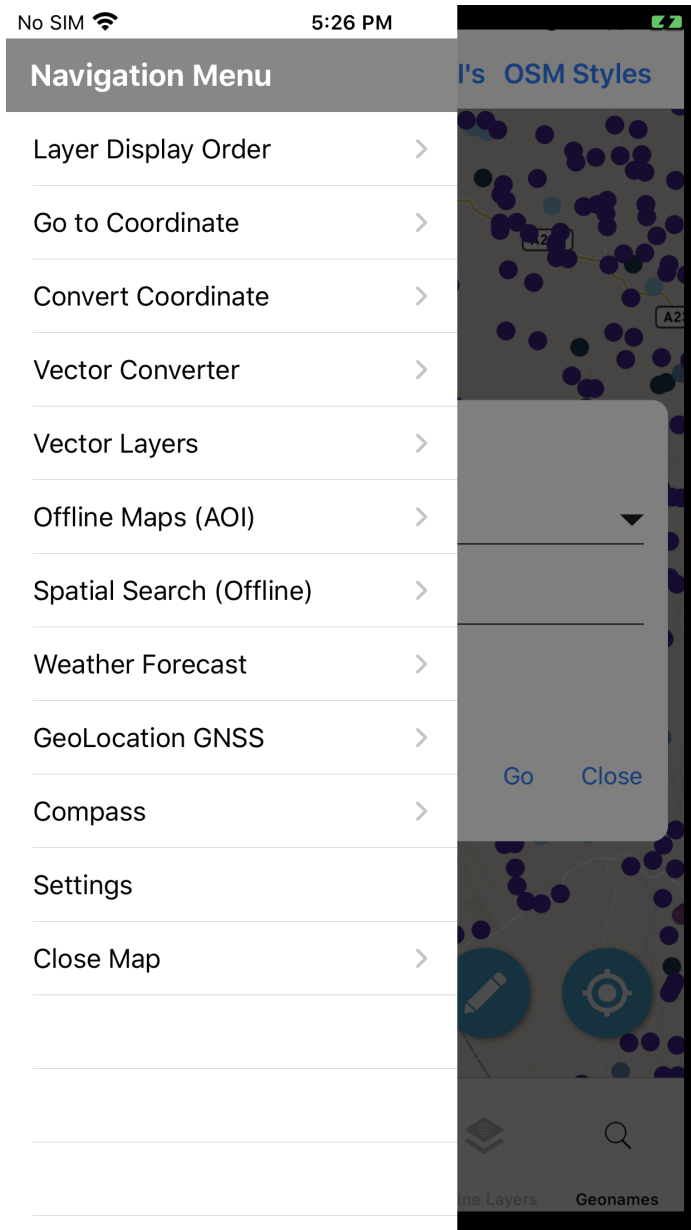 No SIM 5:26 PM
Navigation Menu
OSM Styles
Layer Display Order
Go to Coordinate
Convert Coordinate
Vector Converter
Vector Layers
Offline Maps (AOI)
Spatial Search (Offline)
Weather Forecast
GeoLocation GNSS
Compass
Settings
Close Map
Go Close
Layers
Geonames